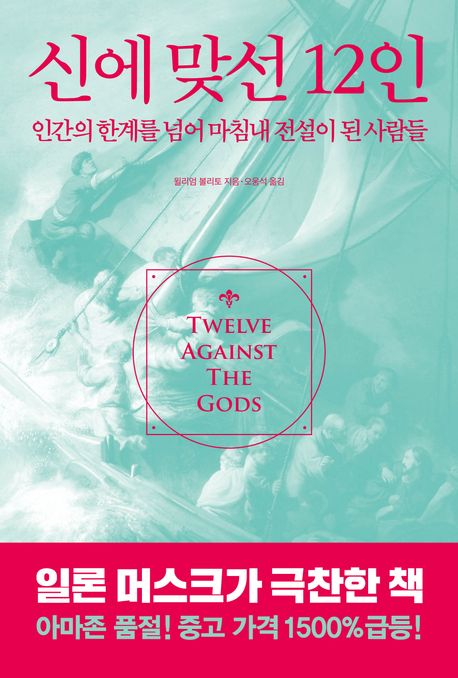 신에 맞선 12인
인간의 한계를 넘어 마침내 전설이 된 사람들
윌리엄 볼리토 지음·오웅석 옮김
TWELVE
AGAINST
THE
GODS
일론 머스크가 극찬한 책
아마존 품절! 중고 가격 1500% 급등!